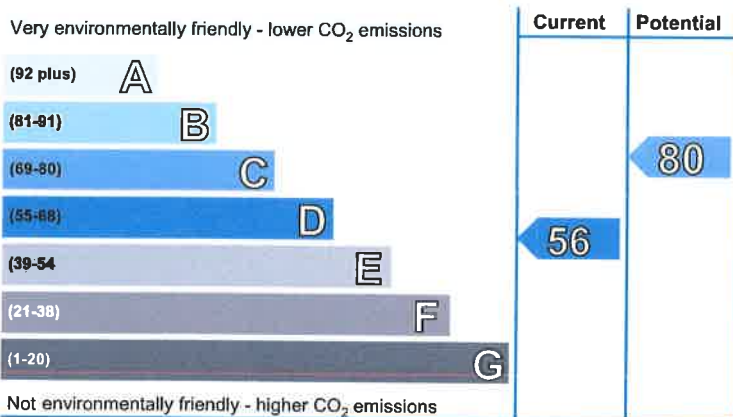 Very environmentally friendly - lower CO₂ emissions
Current
Potential
(92 plus) A
(81-91) B
(69-80) C
80
(55-68) D
56
(39-54 E
(21-38) F
(1-20) G
Not environmentally friendly - higher CO₂ emissions